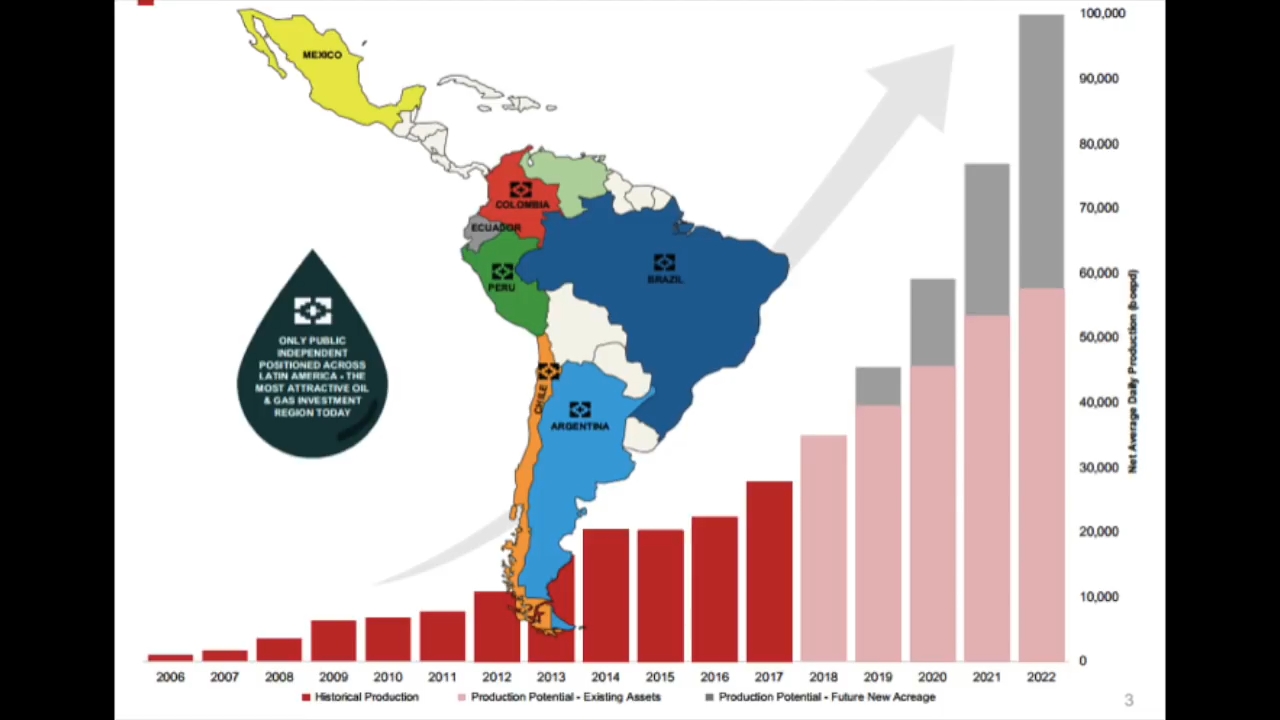 100,000
90,000
80,000
70,000
60,000
50,000
40,000
30,000
20,000
10,000
0
Net Average Daily Production (boepd)
MEXICO
COLOMBIA
ECUADOR
PERU
BRAZIL
CHILE
ARGENTINA
ONLY PUBLIC
INDEPENDENT
POSITIONED ACROSS
LATIN AMERICA - THE
MOST ATTRACTIVE OIL
& GAS INVESTMENT
REGION TODAY
2006 2007 2008 2009 2010 2011 2012 2013 2014 2015 2016 2017 2018 2019 2020 2021 2022
Historical Production Production Potential - Existing Assets Production Potential - Future New Acreage
3